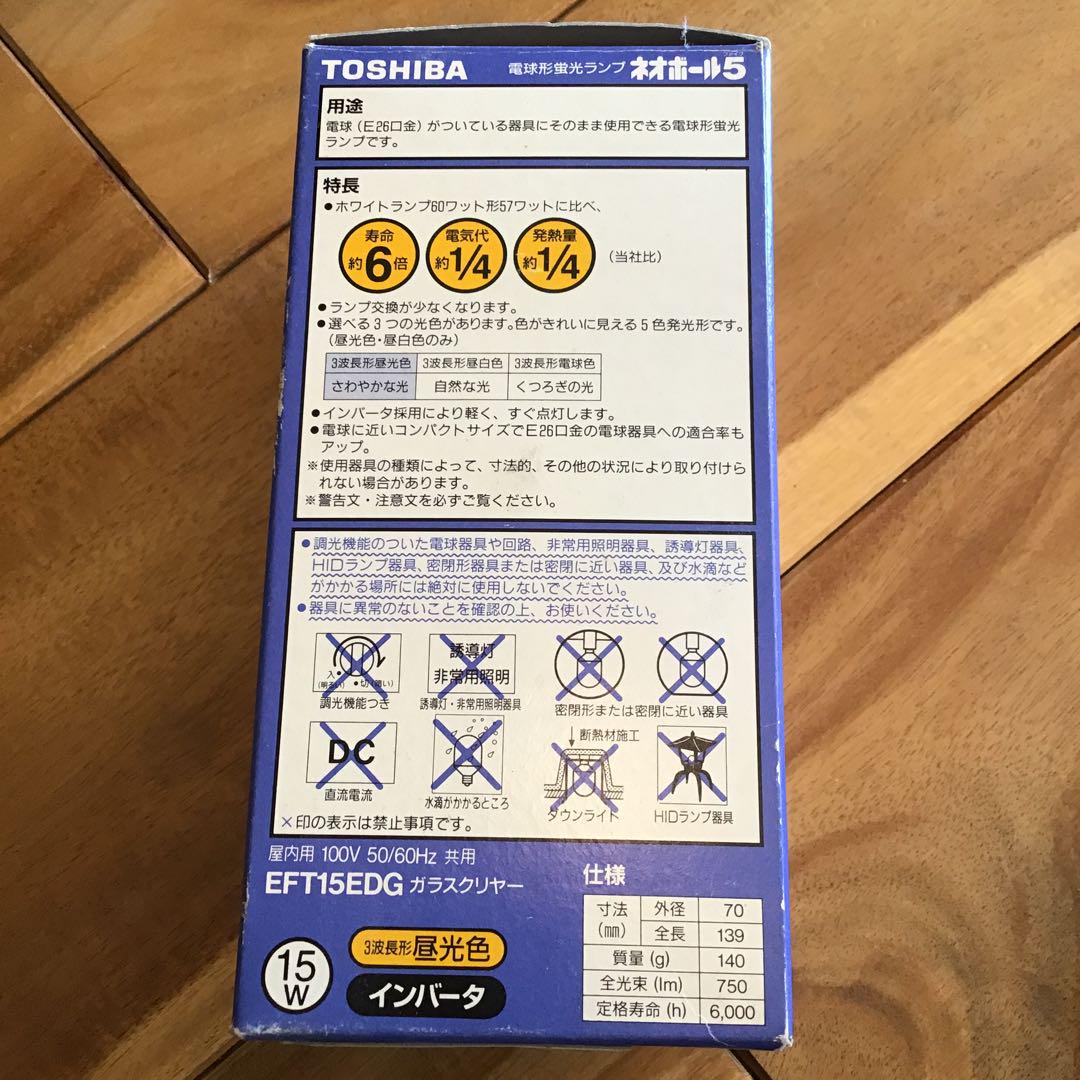 TOSHIBA 電球形蛍光ランプ ネオボール5
用途
電球（E26口金）がついている器具にそのまま使用できる電球形蛍光
ランプです。
特長
●ホワイトランプ60ワット形57ワットに比べ、
寿命 約6倍 電気代 約1/4 発熱量 約1/4 （当社比）
●ランプ交換が少なくなります。
●選べる3つの光色があります。色がきれいに見える5色発光形です。
（昼光色・昼白色のみ）
3波長形昼光色 3波長形昼白色 3波長形電球色
さわやかな光 自然な光 くつろぎの光
●インバータ採用により軽く、すぐ点灯します。
●電球に近いコンパクトサイズでE26口金の電球器具への適合率も
アップ。
※使用器具の種類によって、寸法的、その他の状況により取り付けら
れない場合があります。
※警告文・注意文を必ずご覧ください。
●調光機能のついた電球器具や回路、非常用照明器具、誘導灯器具、
HIDランプ器具、密閉形器具または密閉に近い器具、及び水滴など
がかかる場所には絶対に使用しないでください。
●器具に異常のないことを確認の上、お使いください。
入 (明るい) 切(暗い)
調光機能つき
誘導灯
非常用照明
誘導灯・非常用照明器具
密閉形または密閉に近い器具
DC
直流電流
水滴がかかるところ
断熱材施工
ダウンライト
HIDランプ器具
×印の表示は禁止事項です。
屋内用 100V 50/60Hz 共用
EFT15EDG ガラスクリヤー
15W
3波長形 昼光色
インバータ
仕様
寸法(mm) 外径 70
全長 139
質量(g) 140
全光束(lm) 750
定格寿命(h) 6,000